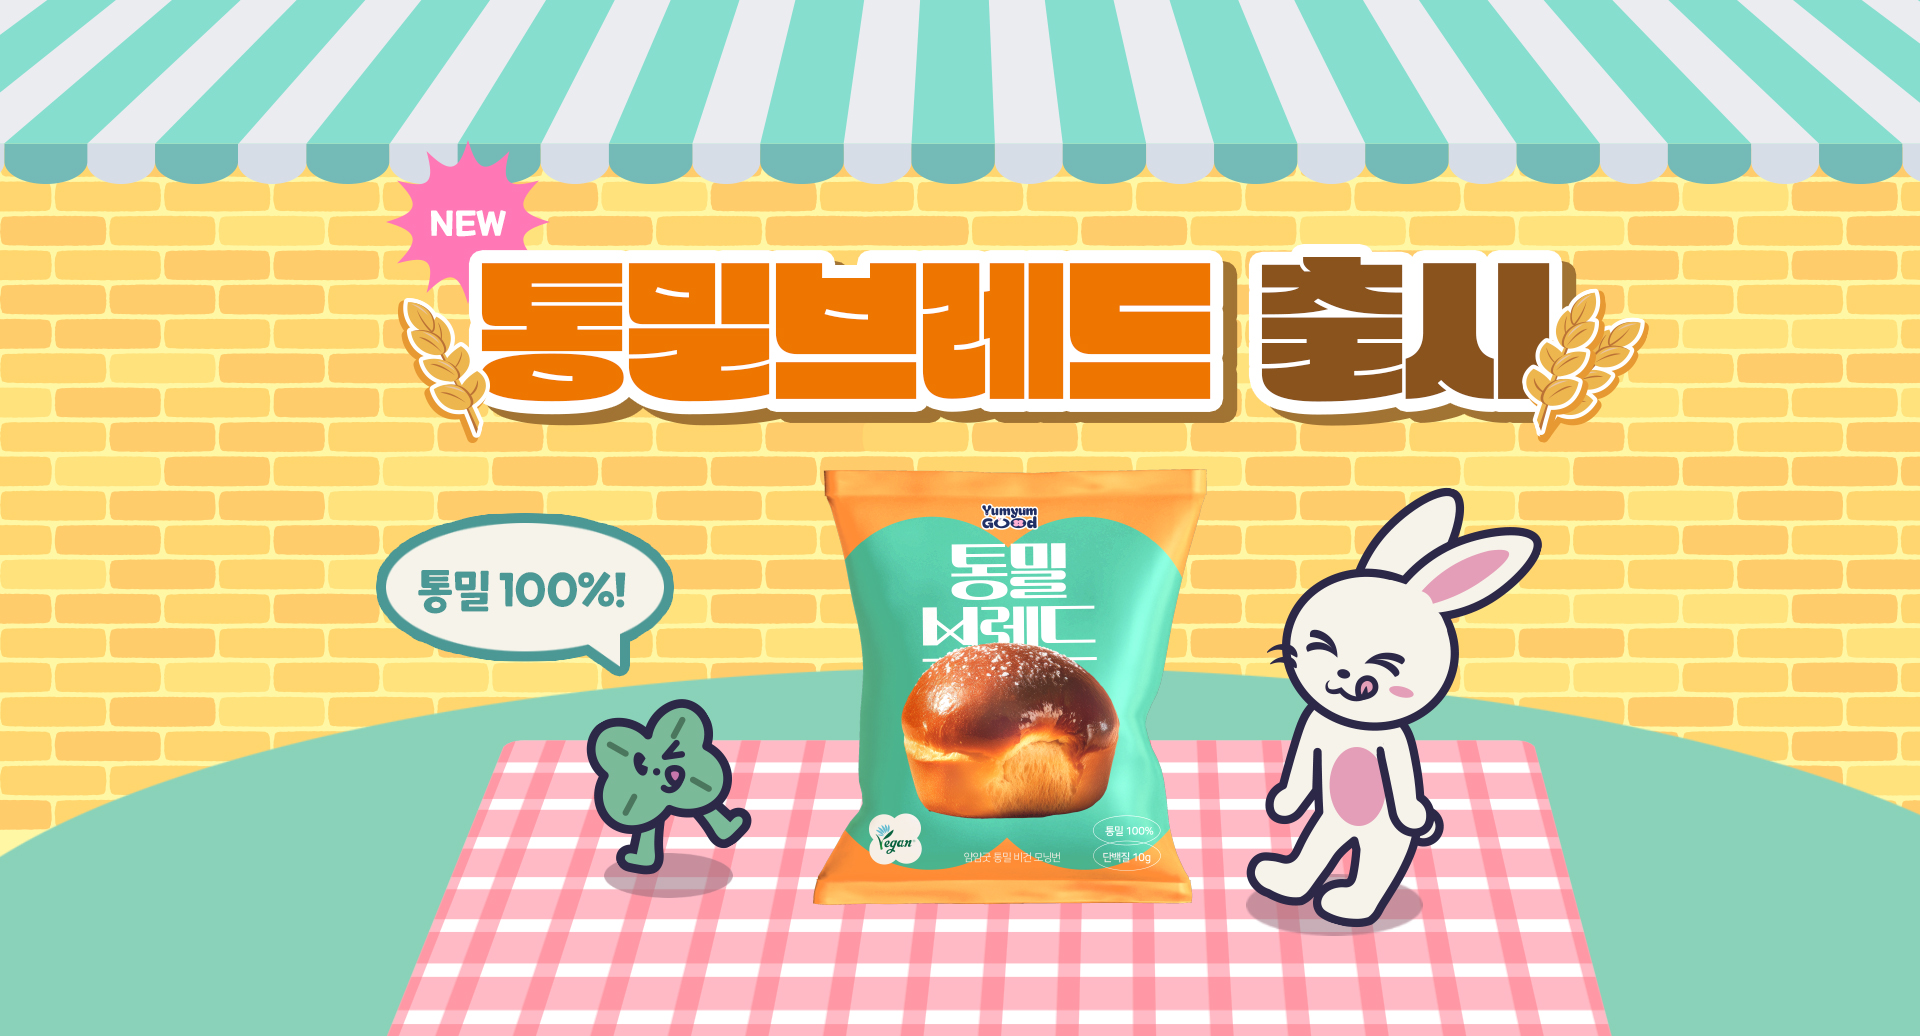 NEW
통밀브레드 출시
통밀 100%!
Yumyum
Good
통밀
브레드
Vegan
얌얌굿 통밀 비건 모닝번
통밀 100%
단백질 10g